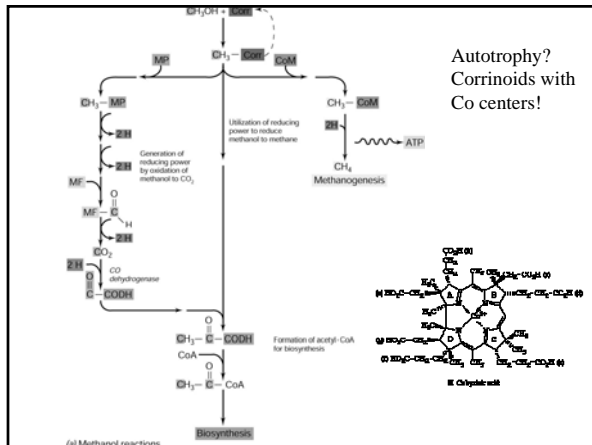 CH3OH + Corr
CH3 — Corr
MP
CoM
Autotrophy?
Corrinoids with
Co centers!
CH3 — MP
2 H
2 H
Generation of
reducing power
by oxidation of
methanol to CO2
Utilization of reducing
power to reduce
methanol to methane
CH3 — CoM
2H
ATP
CH4
Methanogenesis
MF
O
MF — C
H
2 H
CO2
2 H
CO
dehydrogenase
O
C — CODH
O
CH3 — C — CODH
CoA
O
CH3 — C — CoA
Formation of acetyl-CoA
for biosynthesis
Biosynthesis
(a) Methanol reactions
A
B
C
D